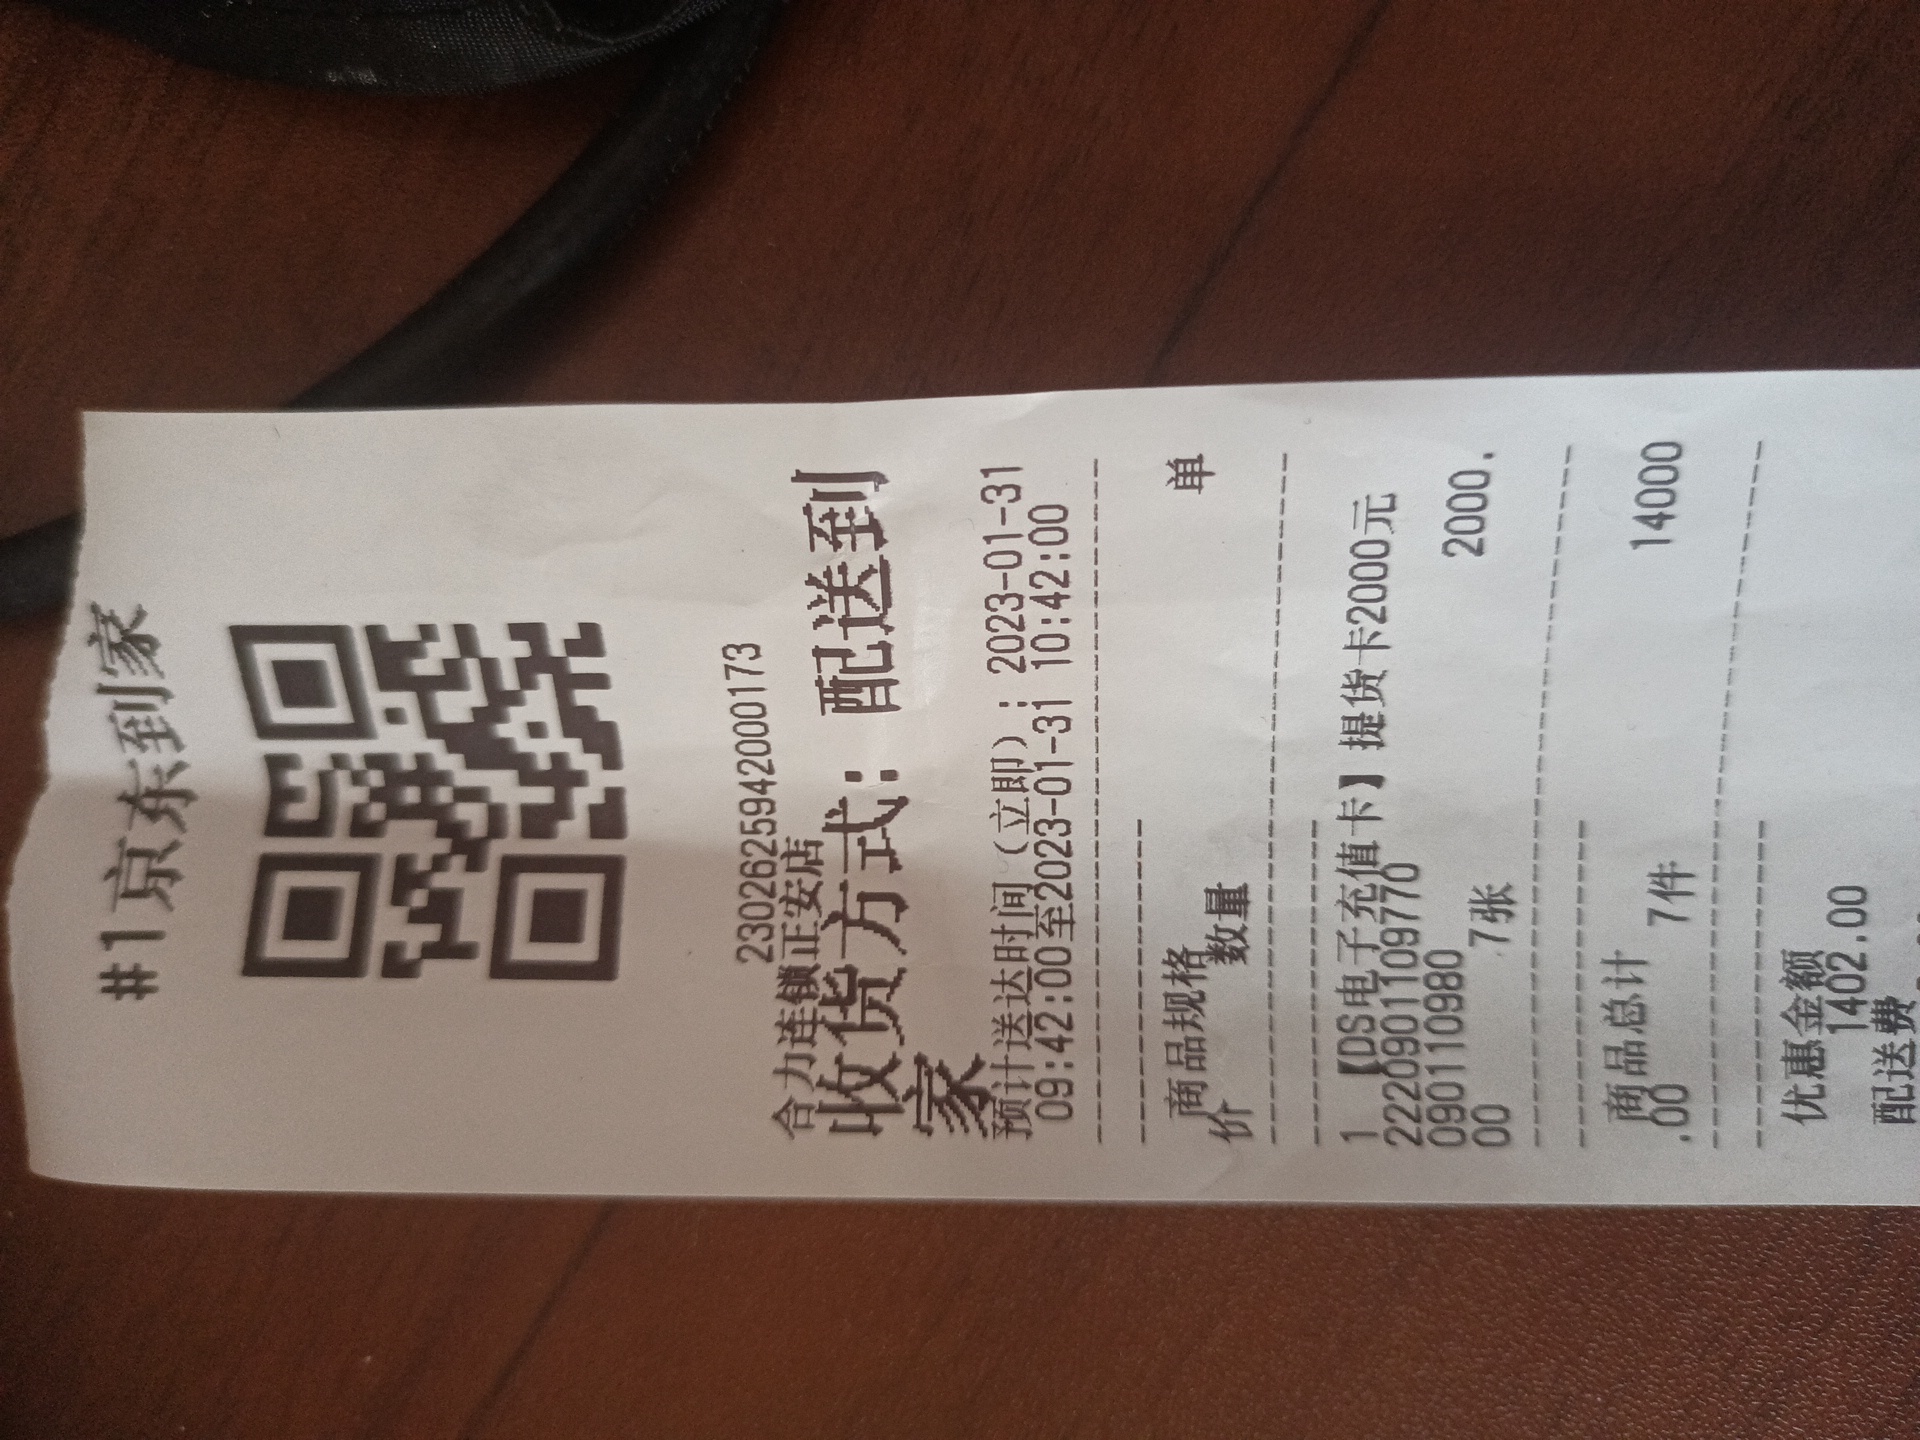 #1京东到家
2302625942000173
合力连锁正安店
收货方式：配送到
家
预计送达时间（立即）：2023-01-31
09:42:00至2023-01-31 10:42:00
商品规格 单
价 数量
1 【DS电子充值卡】提货卡2000元
2220901109770
0901110980 2000.
00 7张
商品总计 14000
.00 7件
优惠金额
1402.00
配送费